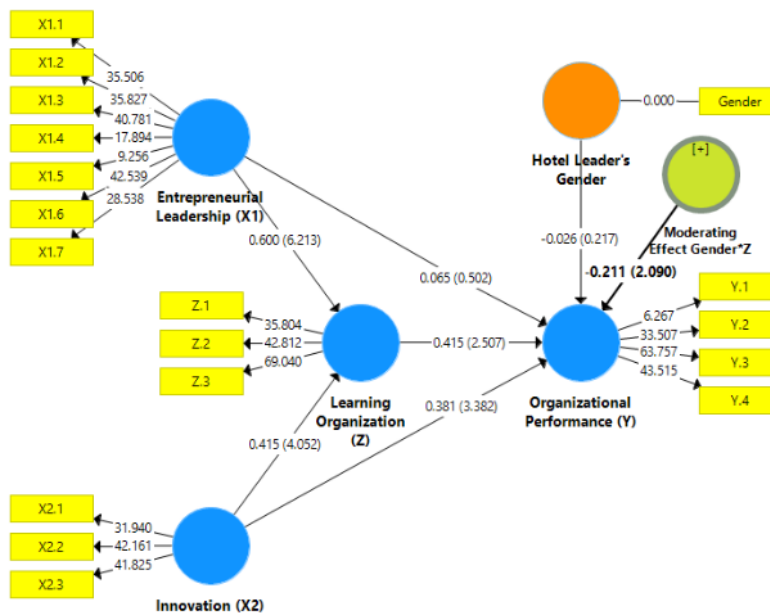 X1.1
X1.2
X1.3
X1.4
X1.5
X1.6
X1.7
35.506
35.827
40.781
17.894
9.256
42.539
28.538
Entrepreneurial
Leadership (X1)
0.000
Gender
Hotel Leader's
Gender
[+]
Moderating
Effect Gender*Z
0.600 (6.213)
0.065 (0.502)
-0.026 (0.217)
-0.211 (2.090)
Z.1
Z.2
Z.3
35.804
42.812
69.040
Learning
Organization
(Z)
0.415 (2.507)
6.267
33.507
63.757
43.515
Y.1
Y.2
Y.3
Y.4
Organizational
Performance (Y)
0.415 (4.052)
0.381 (3.382)
X2.1
X2.2
X2.3
31.940
42.161
41.825
Innovation (X2)